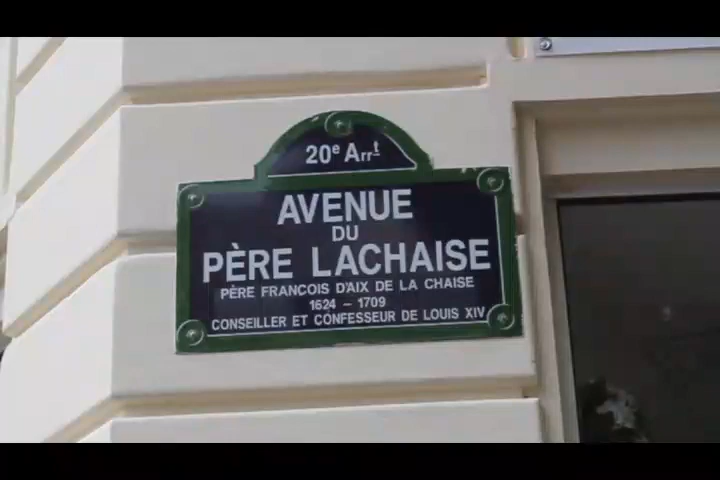 20e Arrt
AVENUE
DU
PÈRE LACHAISE
PÈRE FRANCOIS D'AIX DE LA CHAISE
1624 - 1709
CONSEILLER ET CONFESSEUR DE LOUIS XIV